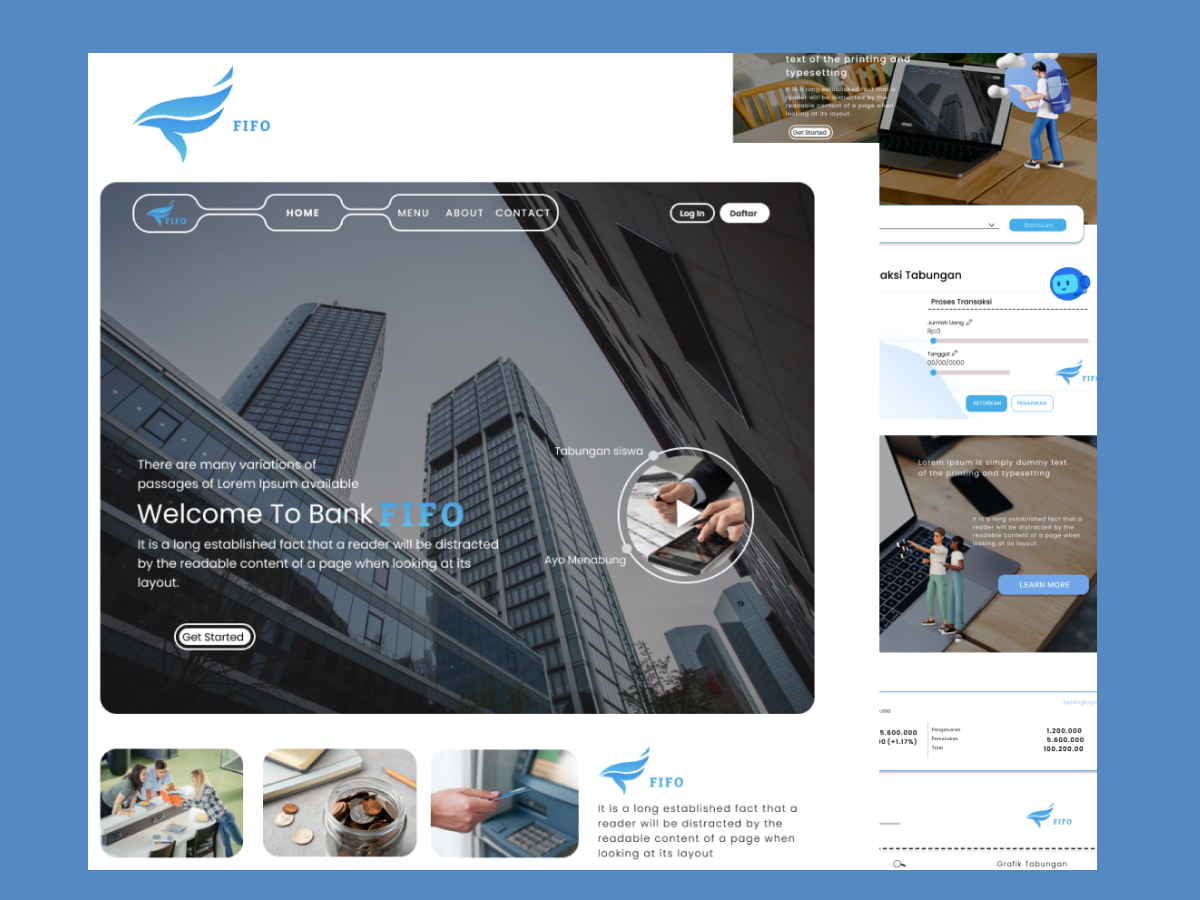 FIFO
FIFO
HOME
MENU
ABOUT
CONTACT
Log In
Daftar
There are many variations of
passages of Lorem Ipsum available
Welcome To Bank FIFO
It is a long established fact that a reader will be distracted
by the readable content of a page when looking at its
layout.
Get Started
Tabungan siswa
Ayo Menabung
FIFO
It is a long established fact that a
reader will be distracted by the
readable content of a page when
looking at its layout
text of the printing and
typesetting
It is a long established fact that a
reader will be distracted by the
readable content of a page when
looking at its layout.
Get Started
Bantuan
aksi Tabungan
Proses Transaksi
Jumlah Uang
Rp.0
Tanggal
00/00/0000
FIF
SETORKAN
PENARIKAN
Lorem Ipsum is simply dummy text
of the printing and typesetting
It is a long established fact that a
reader will be distracted by the
readable content of a page when
looking at its layout.
LEARN MORE
Selengkap
.000
5.600.000
0 (+1.17%)
Pengeluaran
1.200.000
Pemasukan
5.600.000
Total
100.200.00
FIFO
Grafik Tabungan